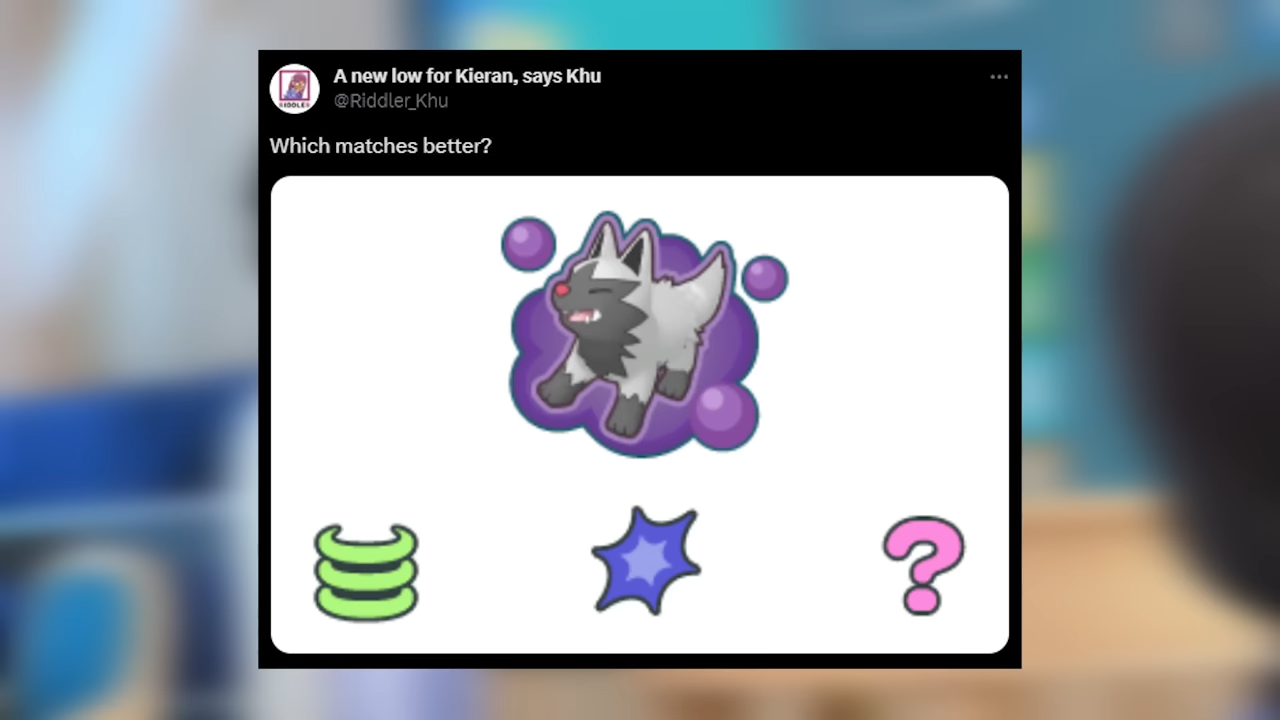 A new low for Kieran, says Khu
@Riddler_Khu
Which matches better?
?